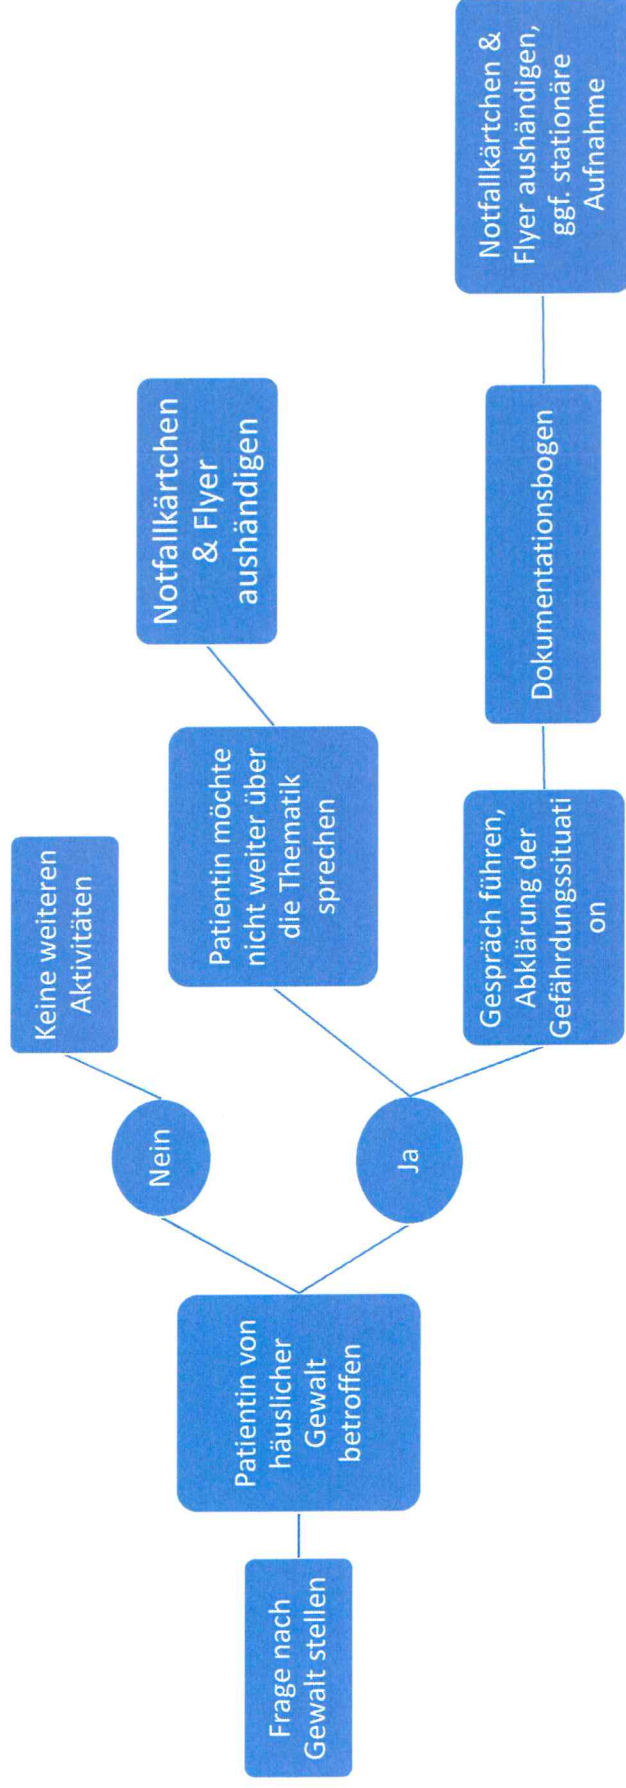 Frage nach
Gewalt stellen
Patientin von
häuslicher
Gewalt
betroffen
Nein
Keine weiteren
Aktivitäten
Ja
Patientin möchte
nicht weiter über
die Thematik
sprechen
Notfallkärtchen
& Flyer
aushändigen
Gespräch führen,
Abklärung der
Gefährdungssituati
on
Dokumentationsbogen
Notfallkärtchen &
Flyer aushändigen,
ggf. stationäre
Aufnahme